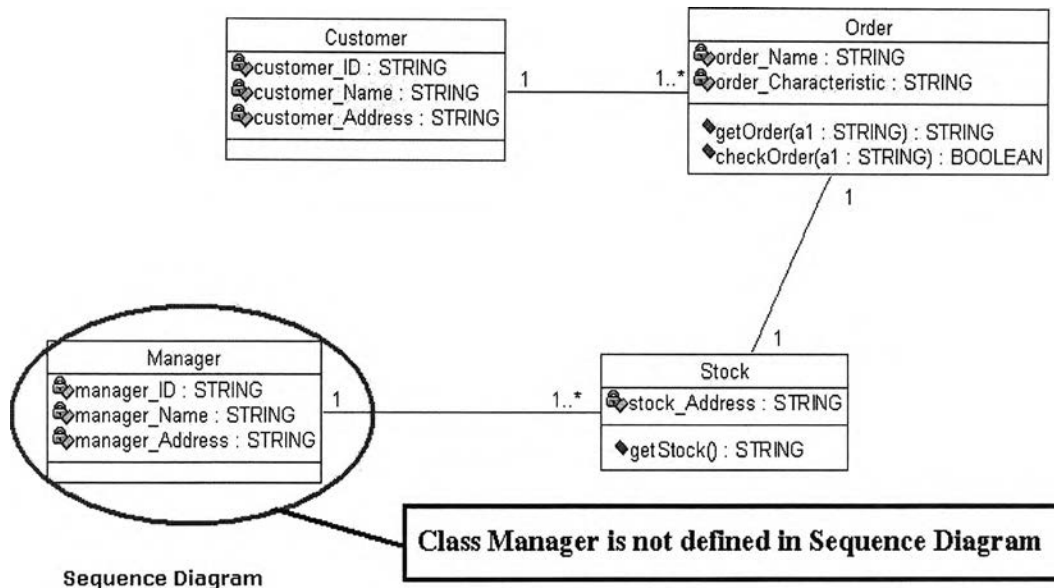 Customer
customer_ID : STRING
customer_Name : STRING
customer_Address : STRING
1
1..*
Order
order_Name : STRING
order_Characteristic : STRING
getOrder(a1 : STRING) : STRING
checkOrder(a1 : STRING) : BOOLEAN
1
1
Manager
manager_ID : STRING
manager_Name : STRING
manager_Address : STRING
1
1..*
Stock
stock_Address : STRING
getStock() : STRING
Class Manager is not defined in Sequence Diagram
Sequence Diagram